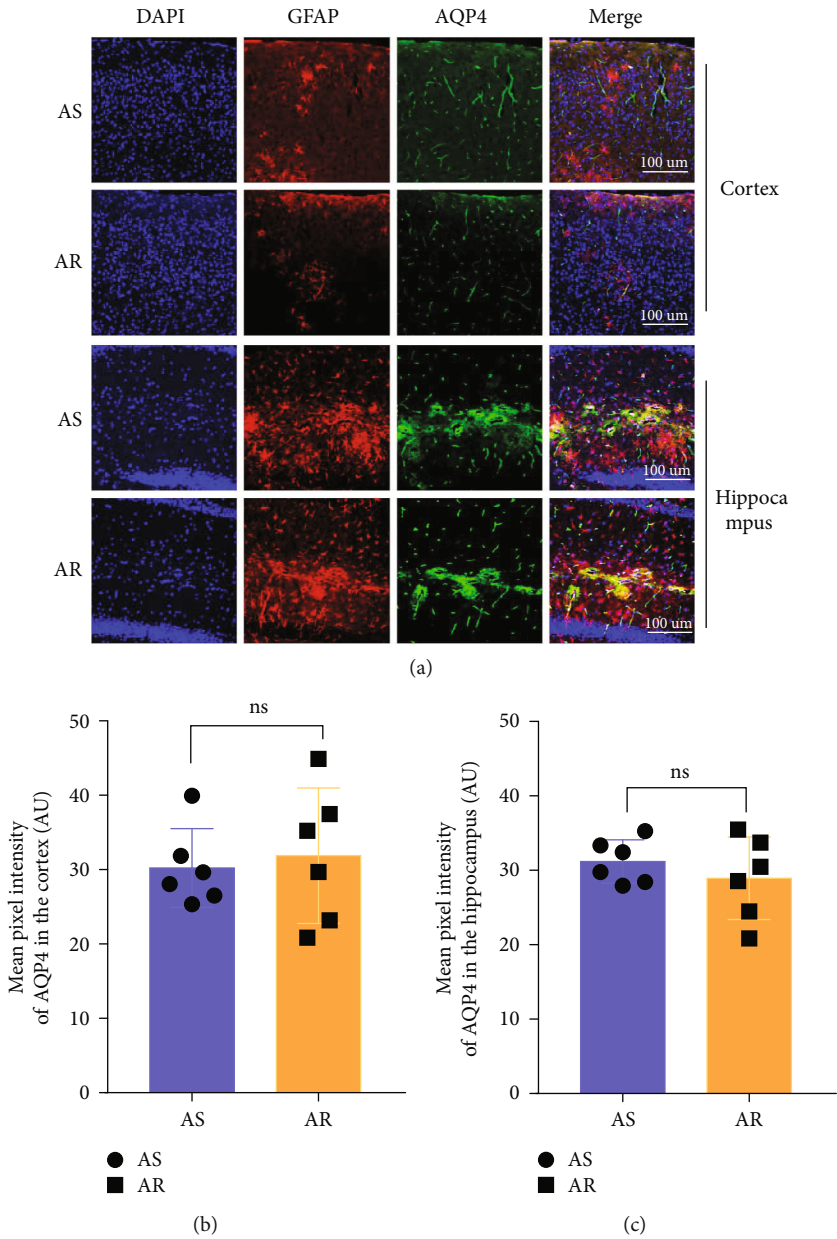 DAPI GFAP AQP4 Merge
AS
100 um
Cortex
AR
100 um
AS
100 um
Hippoca
mpus
AR
100 um
(a)
Mean pixel intensity
of AQP4 in the cortex (AU)
50
40
30
20
10
0
ns
AS AR
AS
AR
(b)
Mean pixel intensity
of AQP4 in the hippocampus (AU)
50
40
30
20
10
0
ns
AS AR
AS
AR
(c)